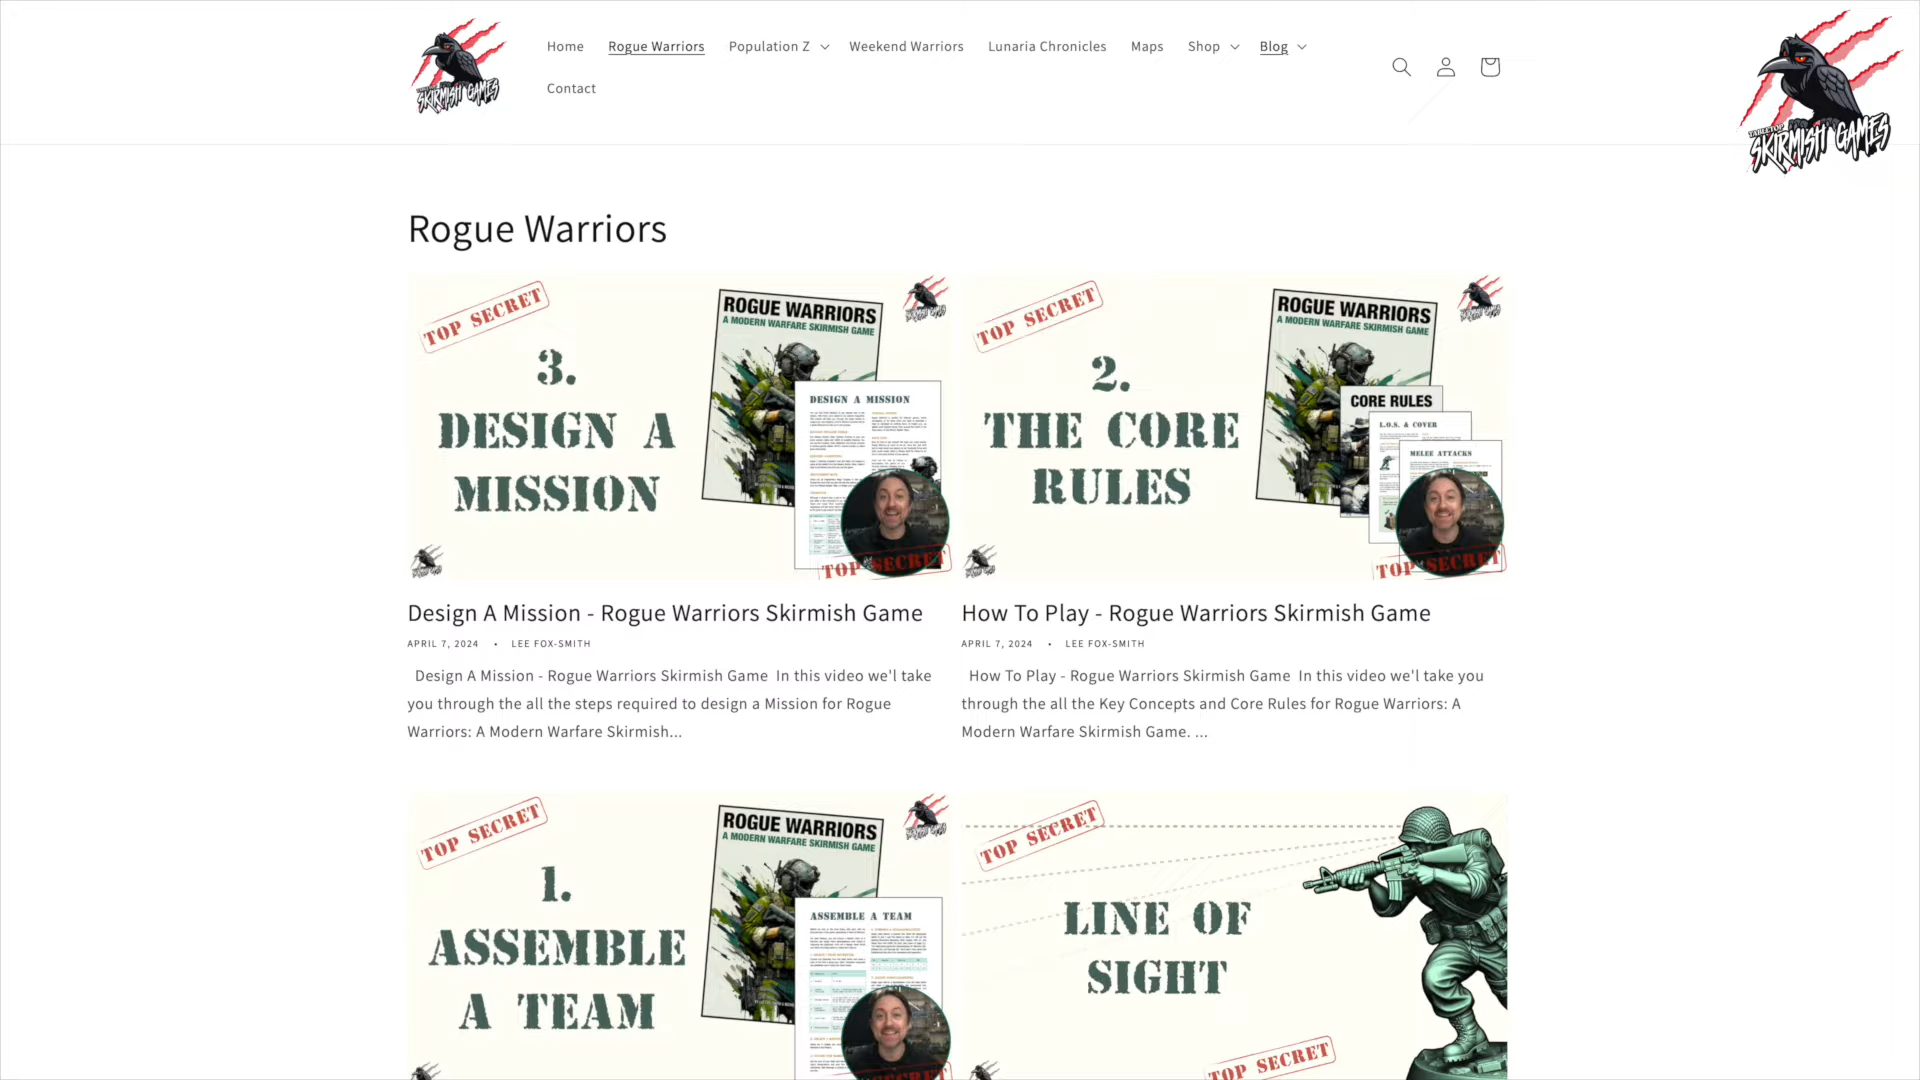 Home Rogue Warriors Population Z Weekend Warriors Lunaria Chronicles Maps Shop Blog
Contact
TABLETOP
SKIRMISH GAMES
SKIRMISH GAMES
Rogue Warriors
TOP SECRET
3.
DESIGN A
MISSION
ROGUE WARRIORS
A MODERN WARFARE SKIRMISH GAME
DESIGN A MISSION
TOP SECRET
TOP SECRET
2.
THE CORE
RULES
ROGUE WARRIORS
A MODERN WARFARE SKIRMISH GAME
CORE RULES
L.O.S. & COVER
MELEE ATTACKS
TOP SECRET
Design A Mission - Rogue Warriors Skirmish Game
APRIL 7, 2024 • LEE FOX-SMITH
Design A Mission - Rogue Warriors Skirmish Game In this video we'l take
you through the all the steps required to design a Mission for Rogue
Warriors: A Modern Warfare Skirmish...
How To Play - Rogue Warriors Skirmish Game
APRIL 7, 2024 • LEE FOX-SMITH
How To Play - Rogue Warriors Skirmish Game In this video we'l take you
through the all the Key Concepts and Core Rules for Rogue Warriors: A
Modern Warfare Skirmish Game. ...
TOP SECRET
1.
ASSEMBLE
A TEAM
ROGUE WARRIORS
A MODERN WARFARE SKIRMISH GAME
ASSEMBLE A TEAM
TOP SECRET
LINE OF
SIGHT
TOP SECRET